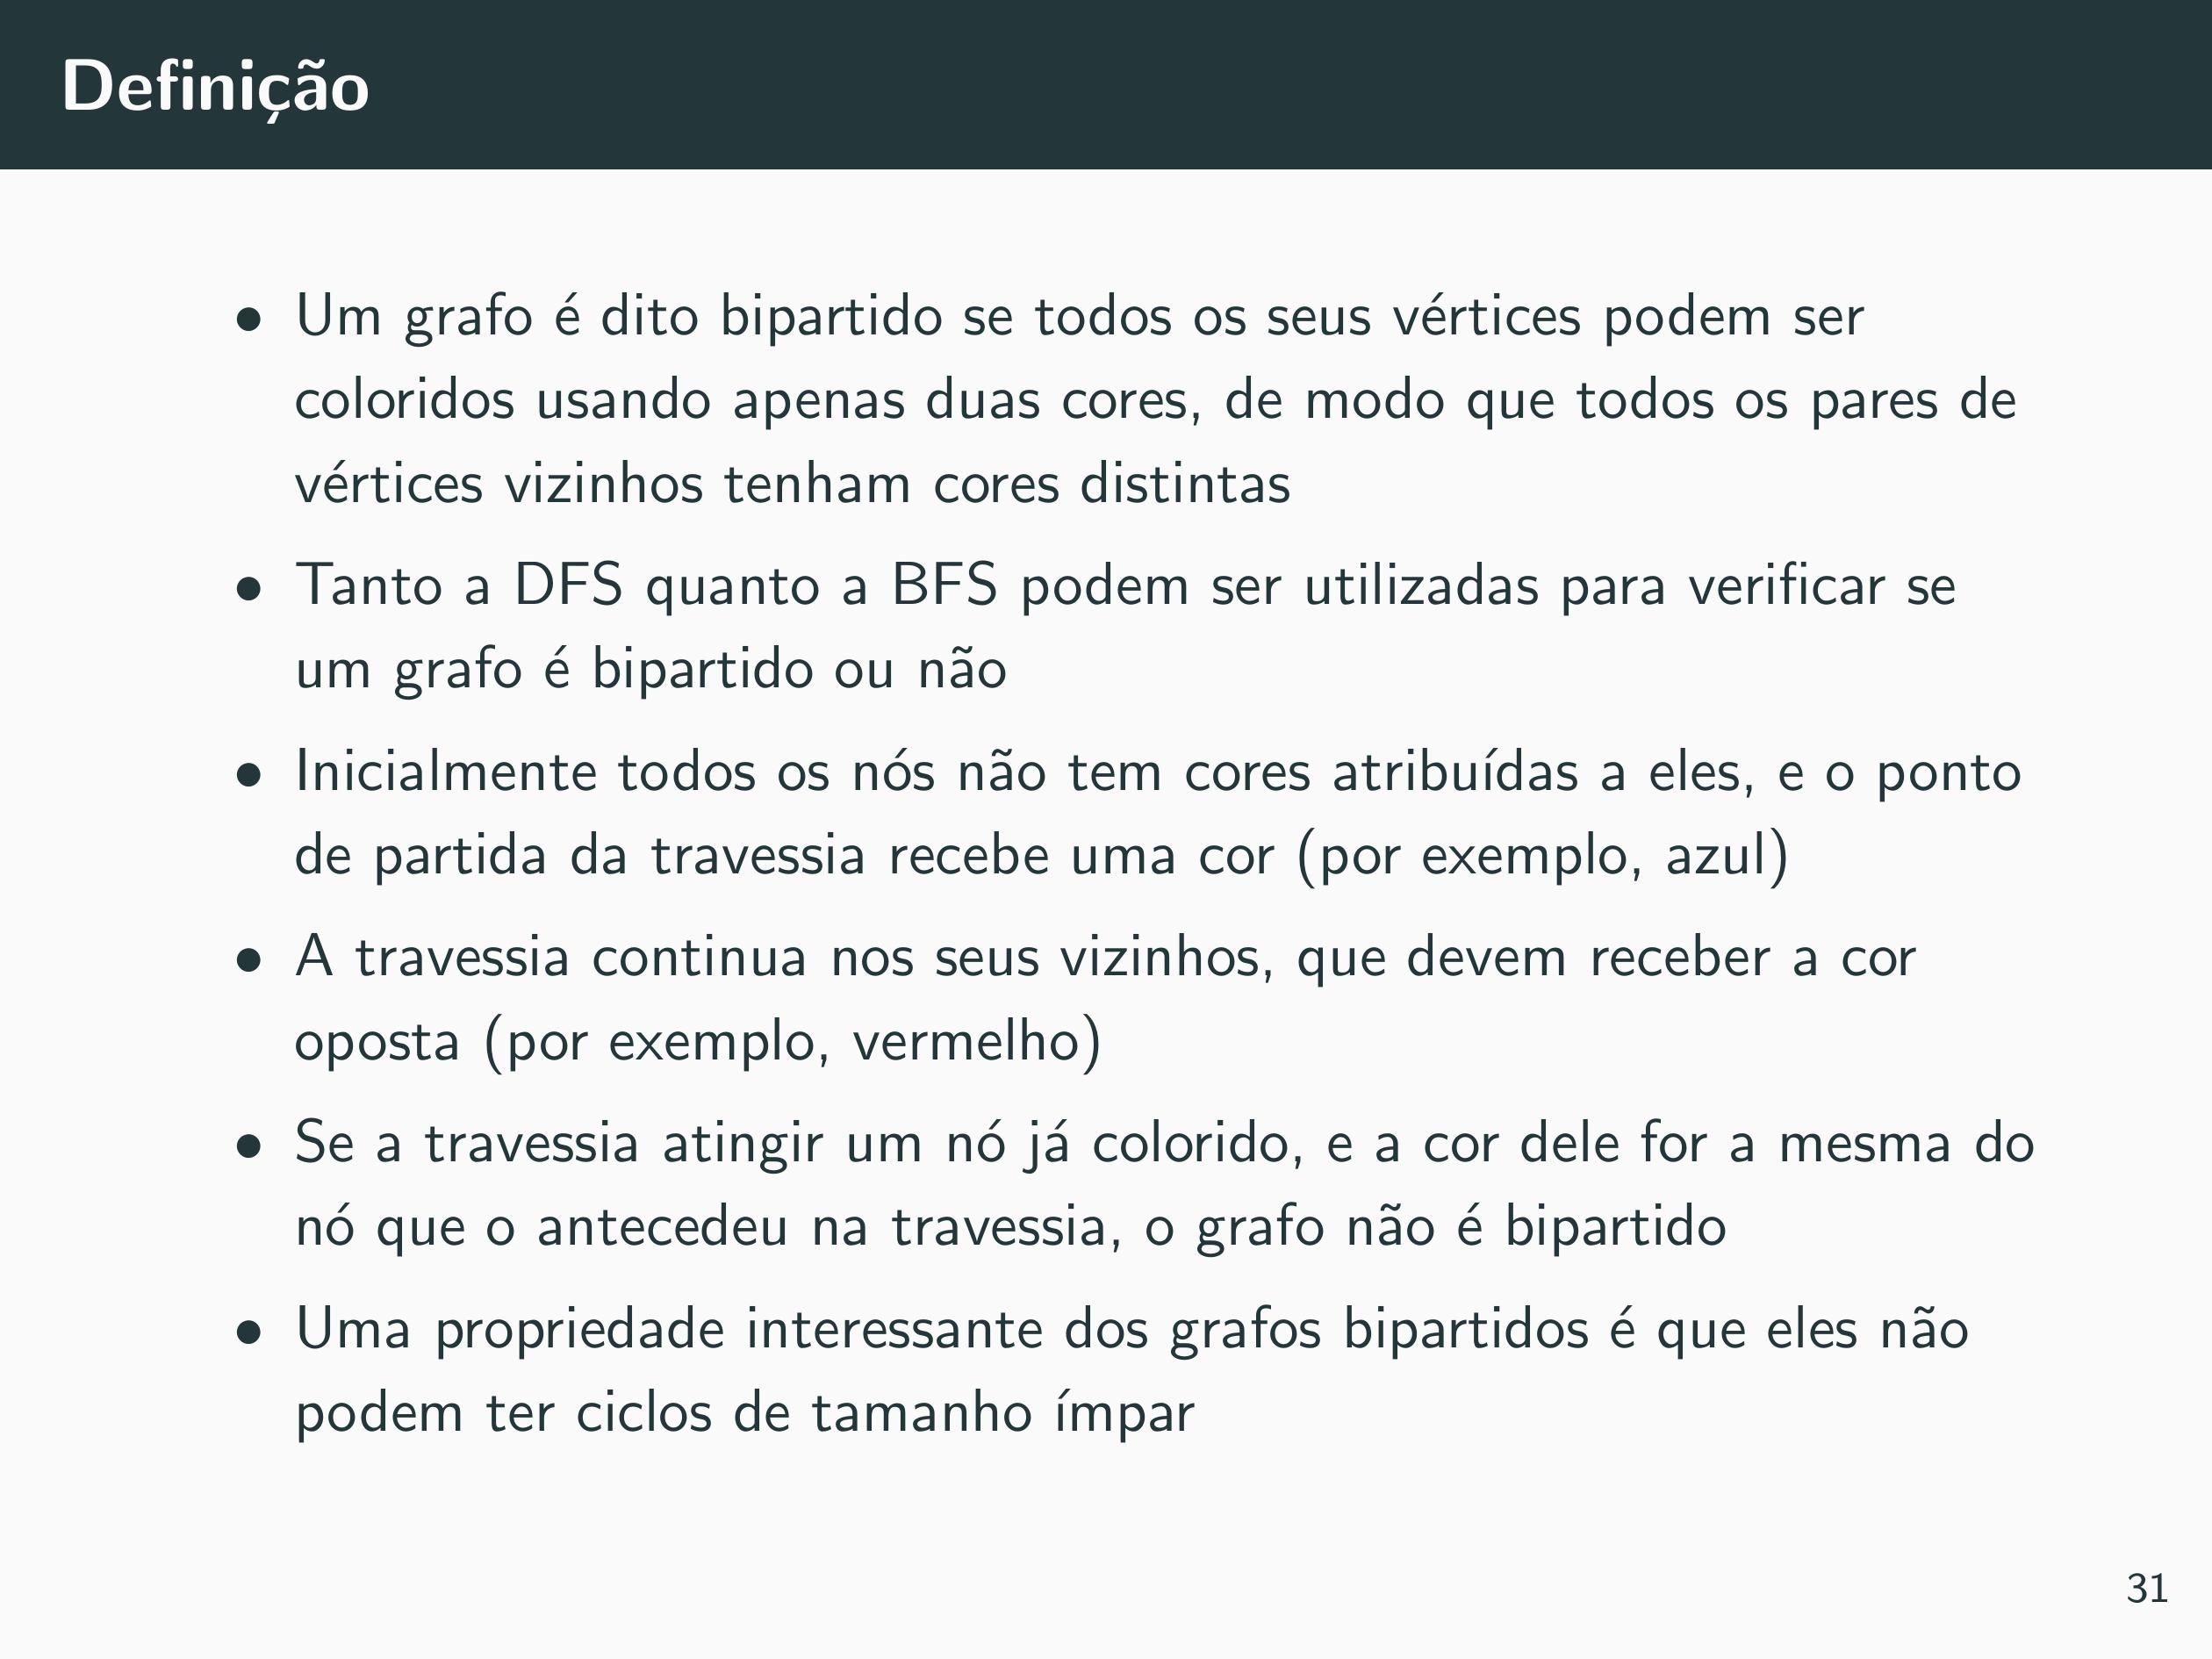 Definição
• Um grafo é dito bipartido se todos os seus vértices podem ser
coloridos usando apenas duas cores, de modo que todos os pares de
vértices vizinhos tenham cores distintas
• Tanto a DFS quanto a BFS podem ser utilizadas para verificar se
um grafo é bipartido ou não
• Inicialmente todos os nós não tem cores atribuídas a eles, e o ponto
de partida da travessia recebe uma cor (por exemplo, azul)
• A travessia continua nos seus vizinhos, que devem receber a cor
oposta (por exemplo, vermelho)
• Se a travessia atingir um nó já colorido, e a cor dele for a mesma do
nó que o antecedeu na travessia, o grafo não é bipartido
• Uma propriedade interessante dos grafos bipartidos é que eles não
podem ter ciclos de tamanho ímpar
31